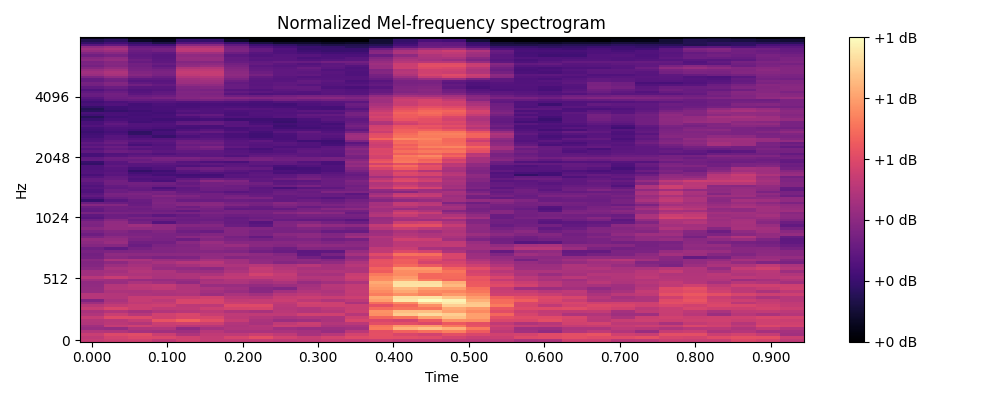 Normalized Mel-frequency spectrogram
Hz
4096
2048
1024
512
0
0.000 0.100 0.200 0.300 0.400 0.500 0.600 0.700 0.800 0.900
Time
+1 dB
+1 dB
+1 dB
+0 dB
+0 dB
+0 dB